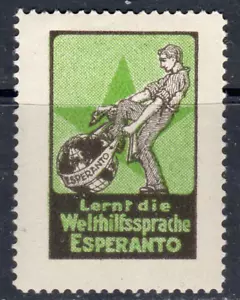 ESPERANTO
Lernt die
Welthilfssprache
ESPERANTO